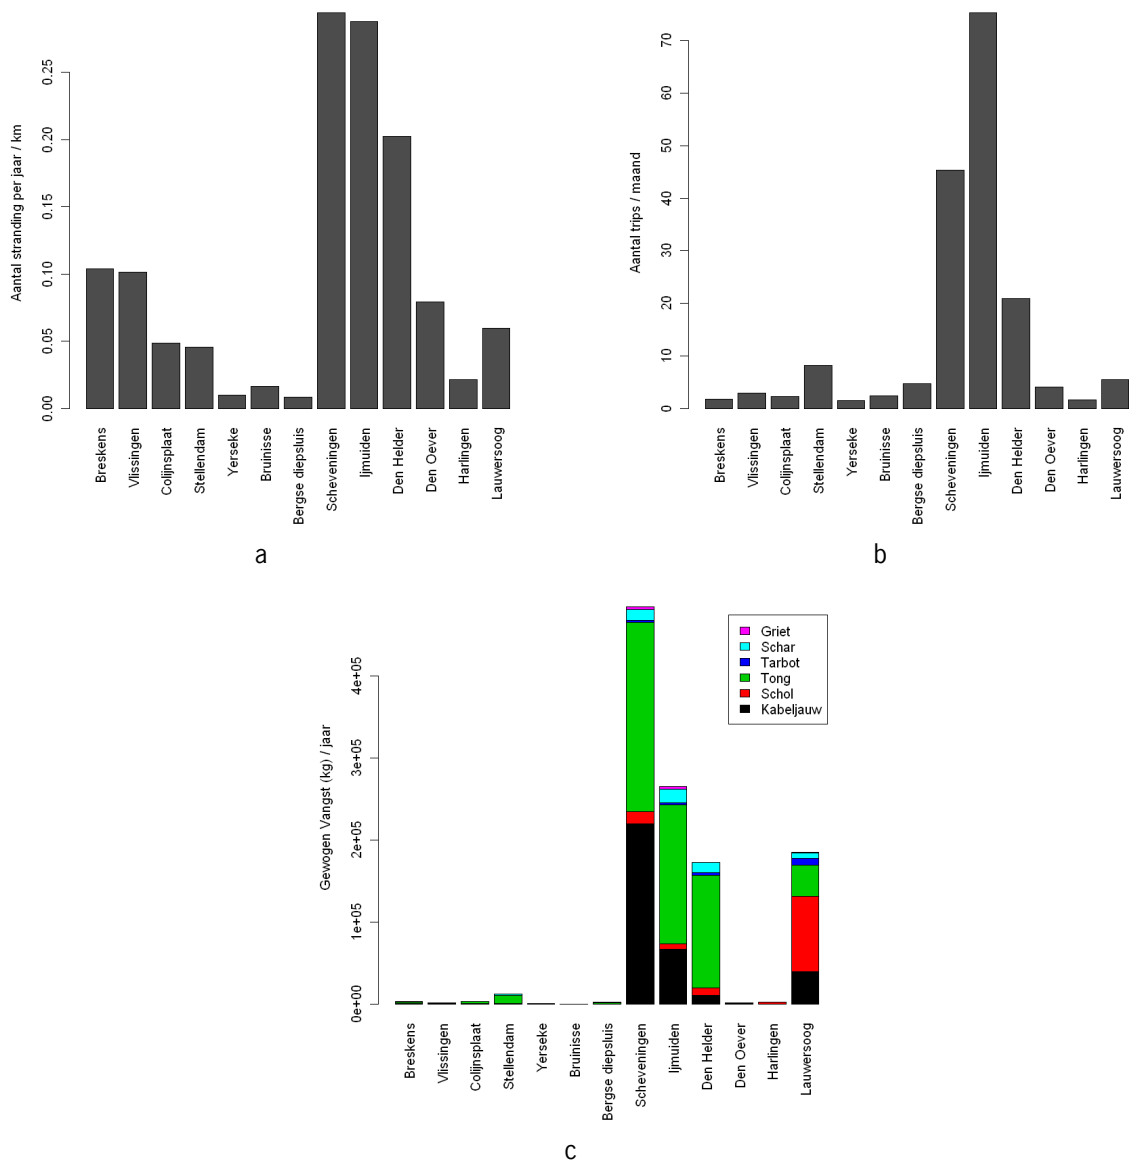 Aantal stranding per jaar / km
0.25
0.20
0.15
0.10
0.05
0.00
Breskens
Vlissingen
Colijnsplaat
Stellendam
Yerseke
Bruinisse
Bergse diepsluis
Scheveningen
Ijmuiden
Den Helder
Den Oever
Harlingen
Lauwersoog
a
Aantal trips / maand
70
60
50
40
30
20
10
0
Breskens
Vlissingen
Colijnsplaat
Stellendam
Yerseke
Bruinisse
Bergse diepsluis
Scheveningen
Ijmuiden
Den Helder
Den Oever
Harlingen
Lauwersoog
b
Gewogen Vangst (kg) / jaar
4e+05
3e+05
2e+05
1e+05
0e+00
Griet
Schar
Tarbot
Tong
Schol
Kabeljauw
Breskens
Vlissingen
Colijnsplaat
Stellendam
Yerseke
Bruinisse
Bergse diepsluis
Scheveningen
Ijmuiden
Den Helder
Den Oever
Harlingen
Lauwersoog
c